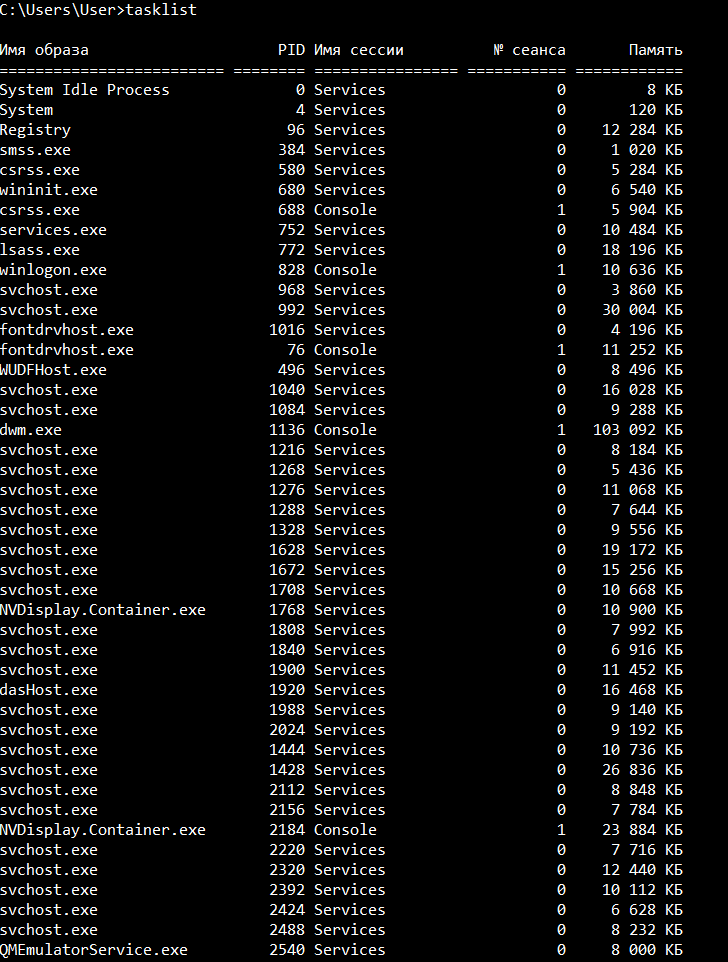 C:\Users\User>tasklist
Имя образа PID Имя сессии № сеанса Память
========================= ======== ================ =========== ============
System Idle Process 0 Services 0 8 КБ
System 4 Services 0 120 КБ
Registry 96 Services 0 12 284 КБ
smss.exe 384 Services 0 1 020 КБ
csrss.exe 580 Services 0 5 284 КБ
wininit.exe 680 Services 0 6 540 КБ
csrss.exe 688 Console 1 5 904 КБ
services.exe 752 Services 0 10 484 КБ
lsass.exe 772 Services 0 18 196 КБ
winlogon.exe 828 Console 1 10 636 КБ
svchost.exe 968 Services 0 3 860 КБ
svchost.exe 992 Services 0 30 004 КБ
fontdrvhost.exe 1016 Services 0 4 196 КБ
fontdrvhost.exe 76 Console 1 11 252 КБ
WUDFHost.exe 496 Services 0 8 496 КБ
svchost.exe 1040 Services 0 16 028 КБ
svchost.exe 1084 Services 0 9 288 КБ
dwm.exe 1136 Console 1 103 092 КБ
svchost.exe 1216 Services 0 8 184 КБ
svchost.exe 1268 Services 0 5 436 КБ
svchost.exe 1276 Services 0 11 068 КБ
svchost.exe 1288 Services 0 7 644 КБ
svchost.exe 1328 Services 0 9 556 КБ
svchost.exe 1628 Services 0 19 172 КБ
svchost.exe 1672 Services 0 15 256 КБ
svchost.exe 1708 Services 0 10 668 КБ
NVDisplay.Container.exe 1768 Services 0 10 900 КБ
svchost.exe 1808 Services 0 7 992 КБ
svchost.exe 1840 Services 0 6 916 КБ
svchost.exe 1900 Services 0 11 452 КБ
dasHost.exe 1920 Services 0 16 468 КБ
svchost.exe 1988 Services 0 9 140 КБ
svchost.exe 2024 Services 0 9 192 КБ
svchost.exe 1444 Services 0 10 736 КБ
svchost.exe 1428 Services 0 26 836 КБ
svchost.exe 2112 Services 0 8 848 КБ
svchost.exe 2156 Services 0 7 784 КБ
NVDisplay.Container.exe 2184 Console 1 23 884 КБ
svchost.exe 2220 Services 0 7 716 КБ
svchost.exe 2320 Services 0 12 440 КБ
svchost.exe 2392 Services 0 10 112 КБ
svchost.exe 2424 Services 0 6 628 КБ
svchost.exe 2488 Services 0 8 232 КБ
QMEmulatorService.exe 2540 Services 0 8 000 КБ